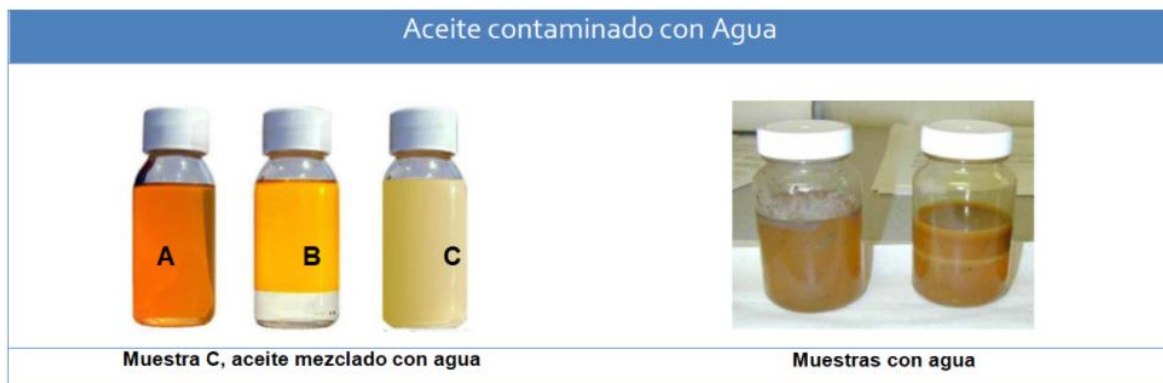 Aceite contaminado con Agua
A
B
C
Muestra C, aceite mezclado con agua
Muestras con agua